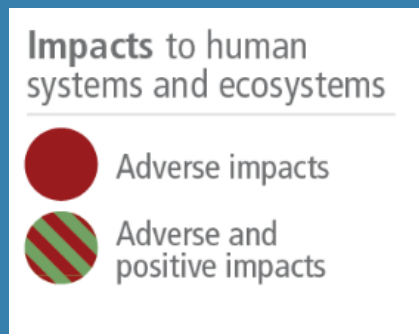 Impacts to human
systems and ecosystems
Adverse impacts
Adverse and
positive impacts